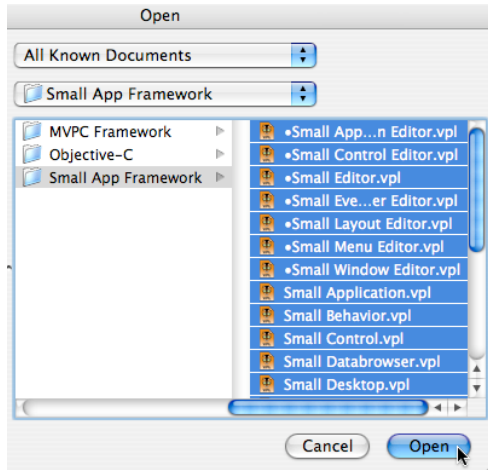 Open
All Known Documents
Small App Framework
MVPC Framework
Objective-C
Small App Framework
•Small App...n Editor.vpl
•Small Control Editor.vpl
•Small Editor.vpl
•Small Eve...er Editor.vpl
•Small Layout Editor.vpl
•Small Menu Editor.vpl
•Small Window Editor.vpl
Small Application.vpl
Small Behavior.vpl
Small Control.vpl
Small Databrowser.vpl
Small Desktop.vpl
Cancel
Open